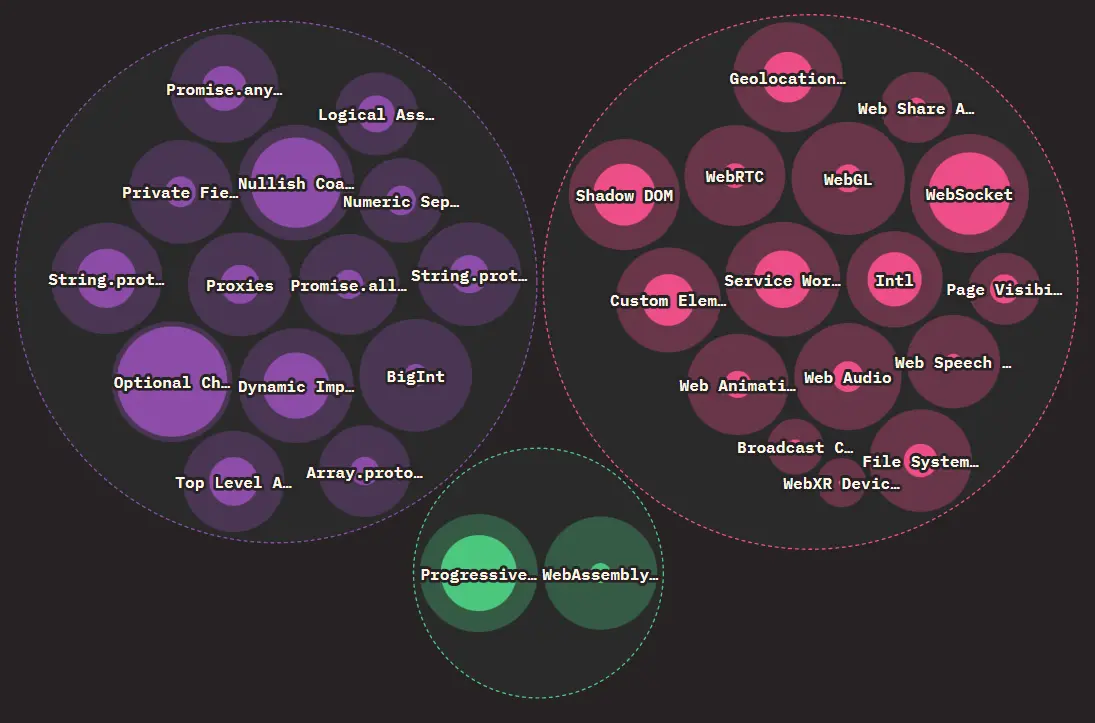 Promise.any…
Logical Ass…
Private Fie…
Nullish Coa…
Numeric Sep…
String.prot…
Proxies
Promise.all…
String.prot…
Optional Ch…
Dynamic Imp…
BigInt
Top Level A…
Array.proto…
Geolocation…
Web Share A…
Shadow DOM
WebRTC
WebGL
WebSocket
Custom Elem…
Service Wor…
Intl
Page Visibi…
Web Animati…
Web Audio
Web Speech …
Broadcast C…
File System…
WebXR Devic…
Progressive…
WebAssembly…